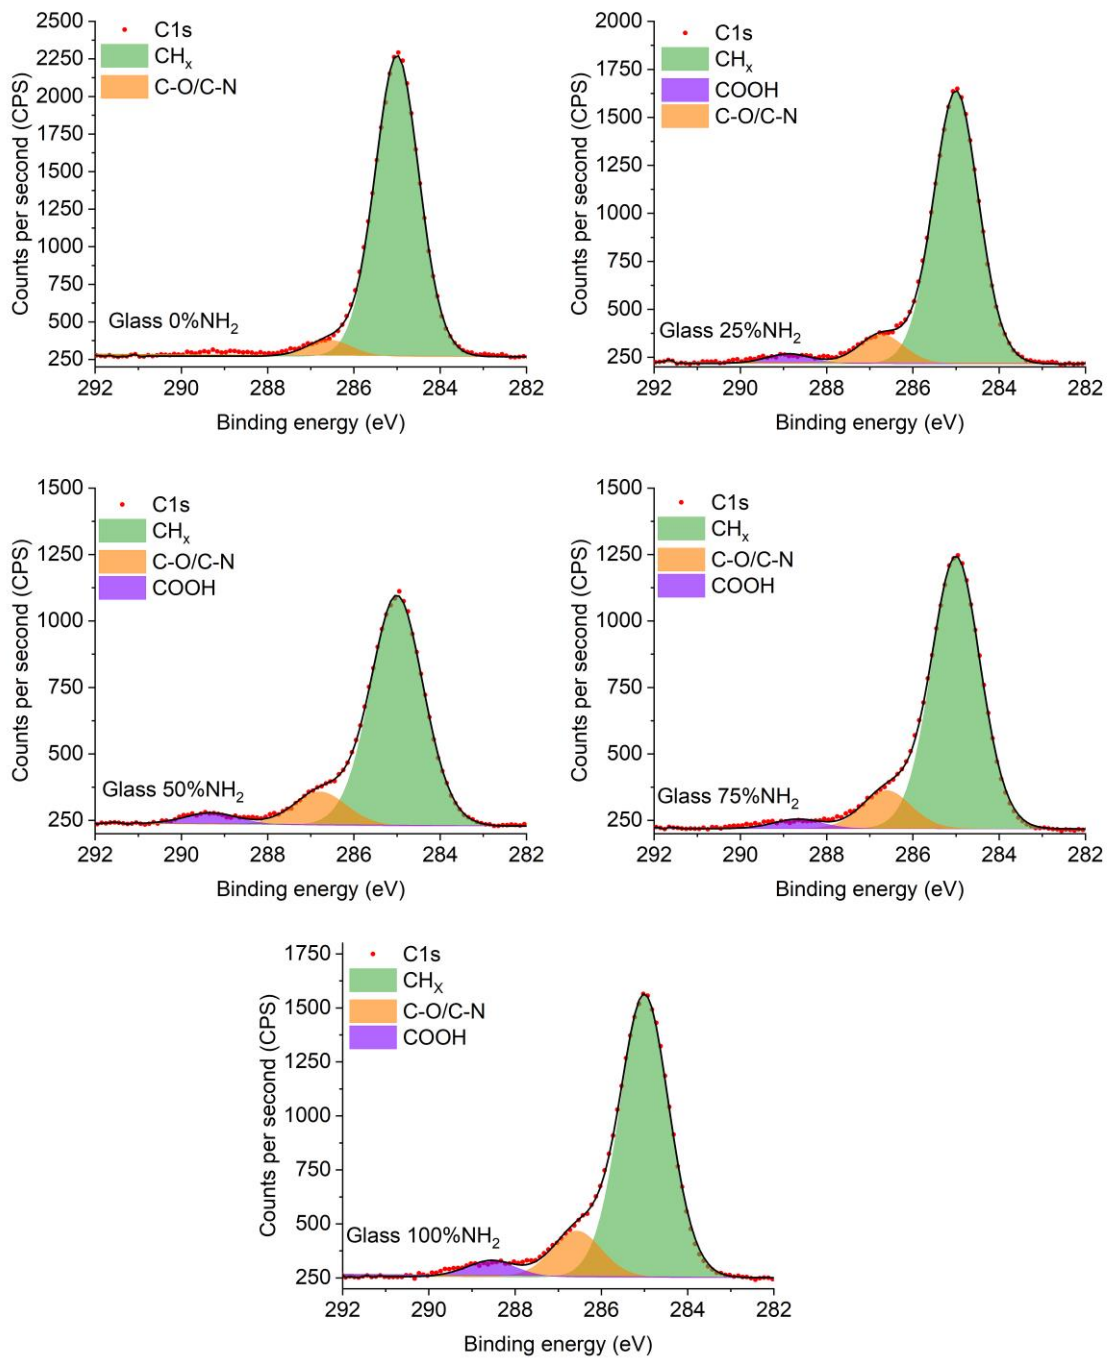 C1s
CHₓ
C-O/C-N
Glass 0%NH₂
Counts per second (CPS)
2500
2250
2000
1750
1500
1250
1000
750
500
250
292 290 288 286 284 282
Binding energy (eV)
C1s
CHₓ
COOH
C-O/C-N
Glass 25%NH₂
Counts per second (CPS)
2000
1750
1500
1250
1000
750
500
250
292 290 288 286 284 282
Binding energy (eV)
C1s
CHₓ
C-O/C-N
COOH
Glass 50%NH₂
Counts per second (CPS)
1500
1250
1000
750
500
250
292 290 288 286 284 282
Binding energy (eV)
C1s
CHₓ
C-O/C-N
COOH
Glass 75%NH₂
Counts per second (CPS)
1500
1250
1000
750
500
250
292 290 288 286 284 282
Binding energy (eV)
C1s
CHX
C-O/C-N
COOH
Glass 100%NH₂
Counts per second (CPS)
1750
1500
1250
1000
750
500
250
292 290 288 286 284 282
Binding energy (eV)